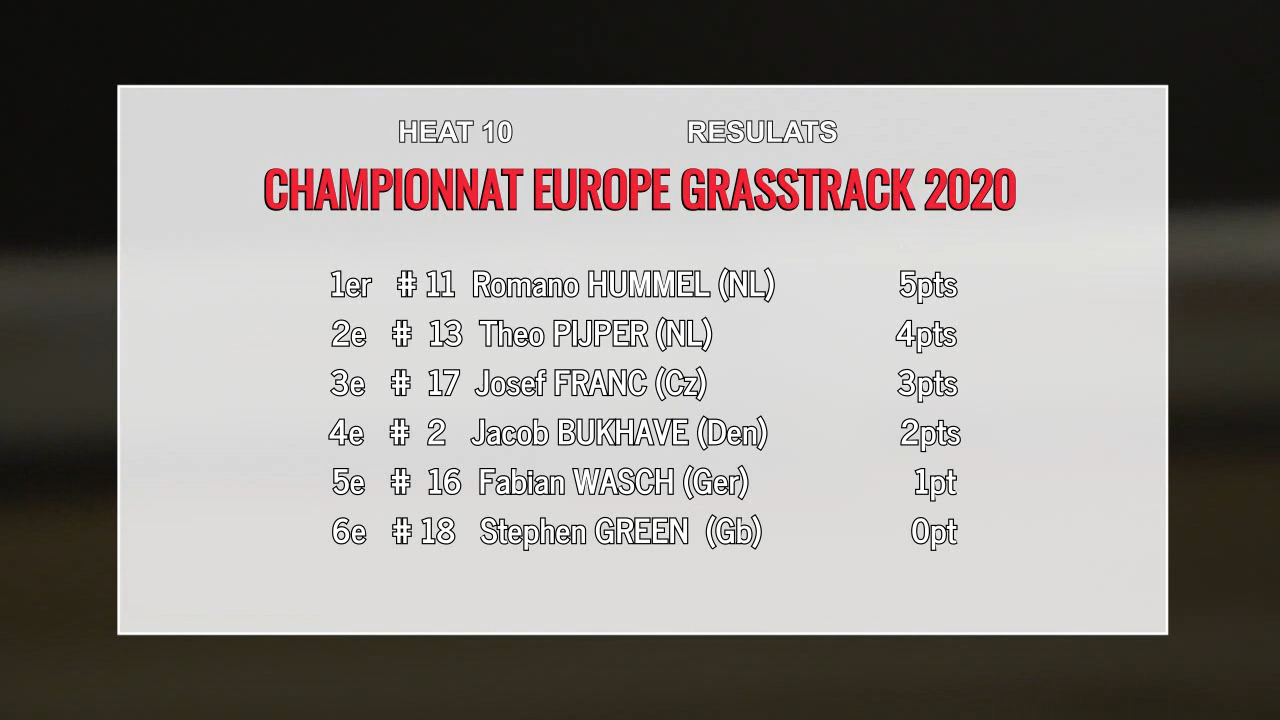 HEAT 10 RESULATS
CHAMPIONNAT EUROPE GRASSTRACK 2020
1er # 11 Romano HUMMEL (NL) 5pts
2e # 13 Theo PIJPER (NL) 4pts
3e # 17 Josef FRANC (Cz) 3pts
4e # 2 Jacob BUKHAVE (Den) 2pts
5e # 16 Fabian WASCH (Ger) 1pt
6e # 18 Stephen GREEN (Gb) 0pt